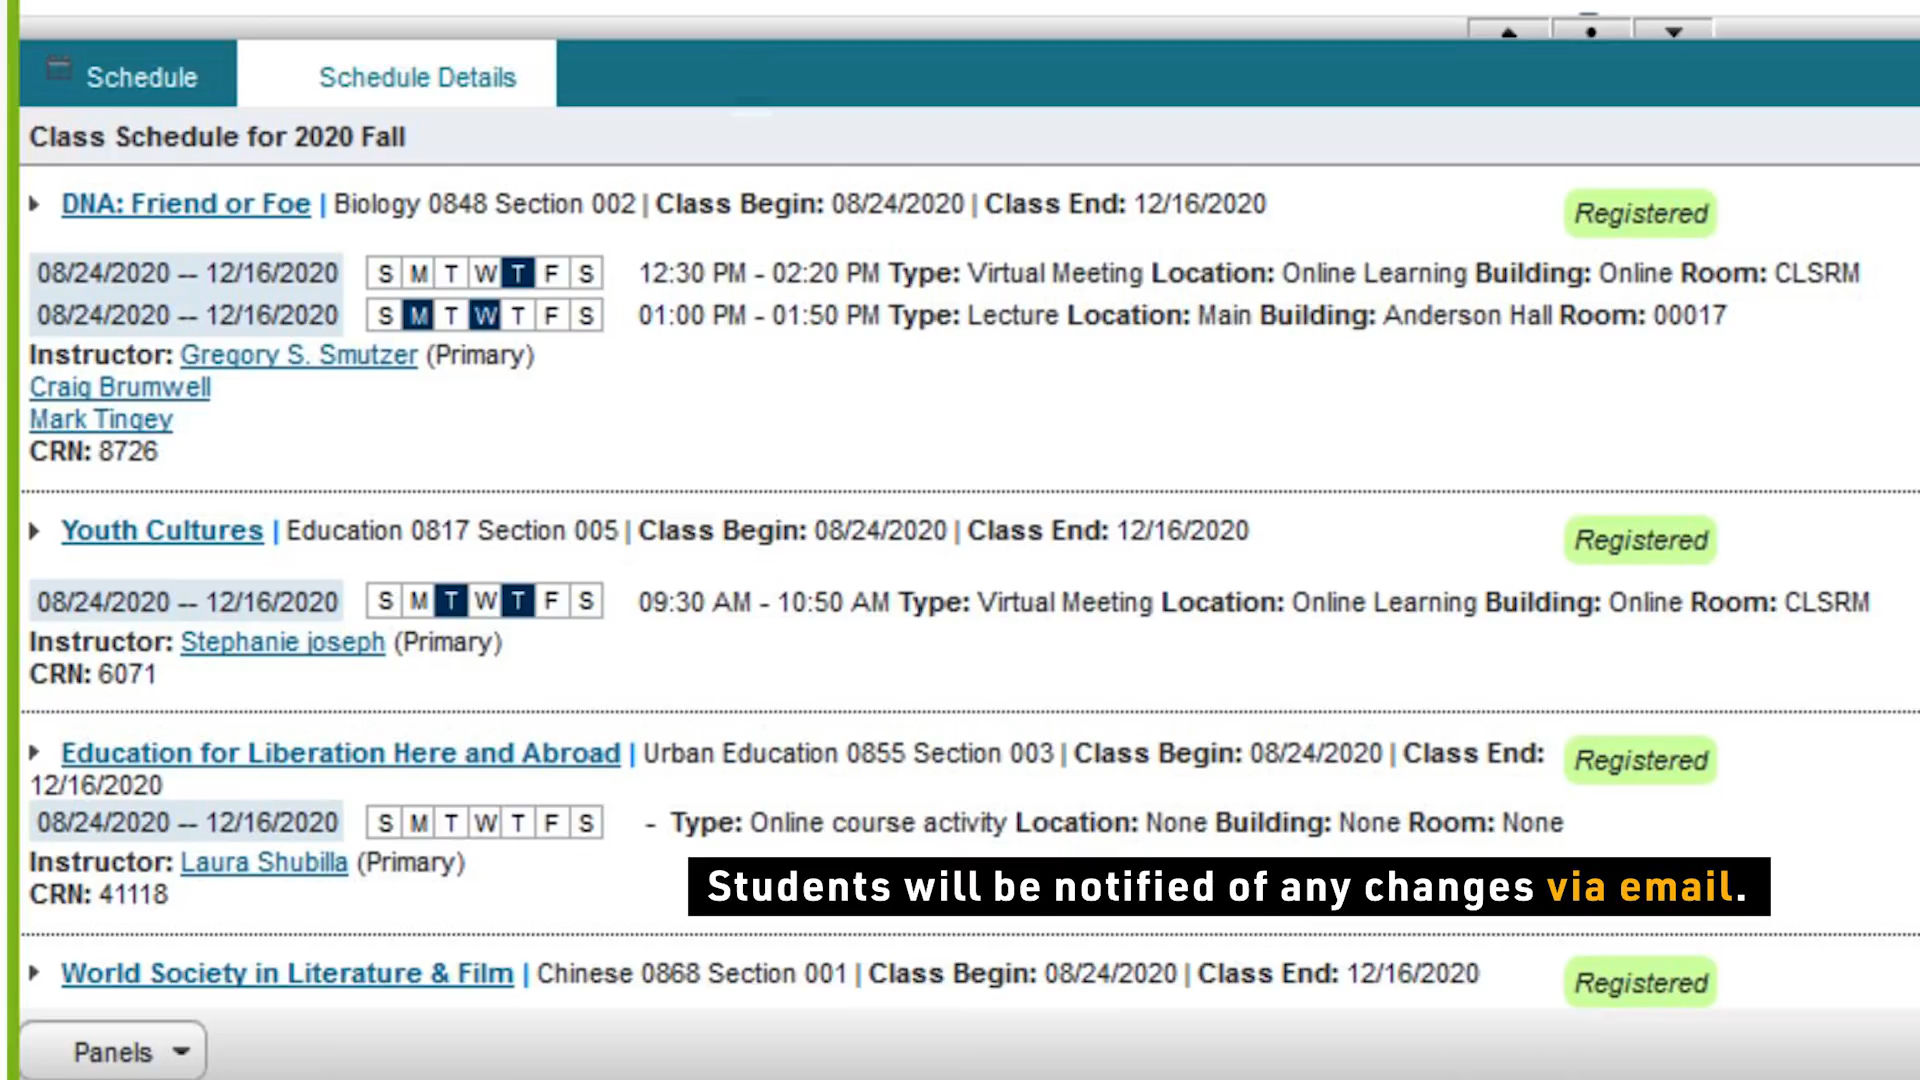 Schedule
Schedule Details
Class Schedule for 2020 Fall
DNA: Friend or Foe | Biology 0848 Section 002 | Class Begin: 08/24/2020 | Class End: 12/16/2020
Registered
08/24/2020 -- 12/16/2020 S M T W T F S 12:30 PM - 02:20 PM Type: Virtual Meeting Location: Online Learning Building: Online Room: CLSRM
08/24/2020 -- 12/16/2020 S M T W T F S 01:00 PM - 01:50 PM Type: Lecture Location: Main Building: Anderson Hall Room: 00017
Instructor: Gregory S. Smutzer (Primary)
Craig Brumwell
Mark Tingey
CRN: 8726
Youth Cultures | Education 0817 Section 005 | Class Begin: 08/24/2020 | Class End: 12/16/2020
Registered
08/24/2020 -- 12/16/2020 S M T W T F S 09:30 AM - 10:50 AM Type: Virtual Meeting Location: Online Learning Building: Online Room: CLSRM
Instructor: Stephanie joseph (Primary)
CRN: 6071
Education for Liberation Here and Abroad | Urban Education 0855 Section 003 | Class Begin: 08/24/2020 | Class End:
12/16/2020
Registered
08/24/2020 -- 12/16/2020 S M T W T F S - Type: Online course activity Location: None Building: None Room: None
Instructor: Laura Shubilla (Primary)
CRN: 41118
Students will be notified of any changes via email.
World Society in Literature & Film | Chinese 0868 Section 001 | Class Begin: 08/24/2020 | Class End: 12/16/2020
Registered
Panels